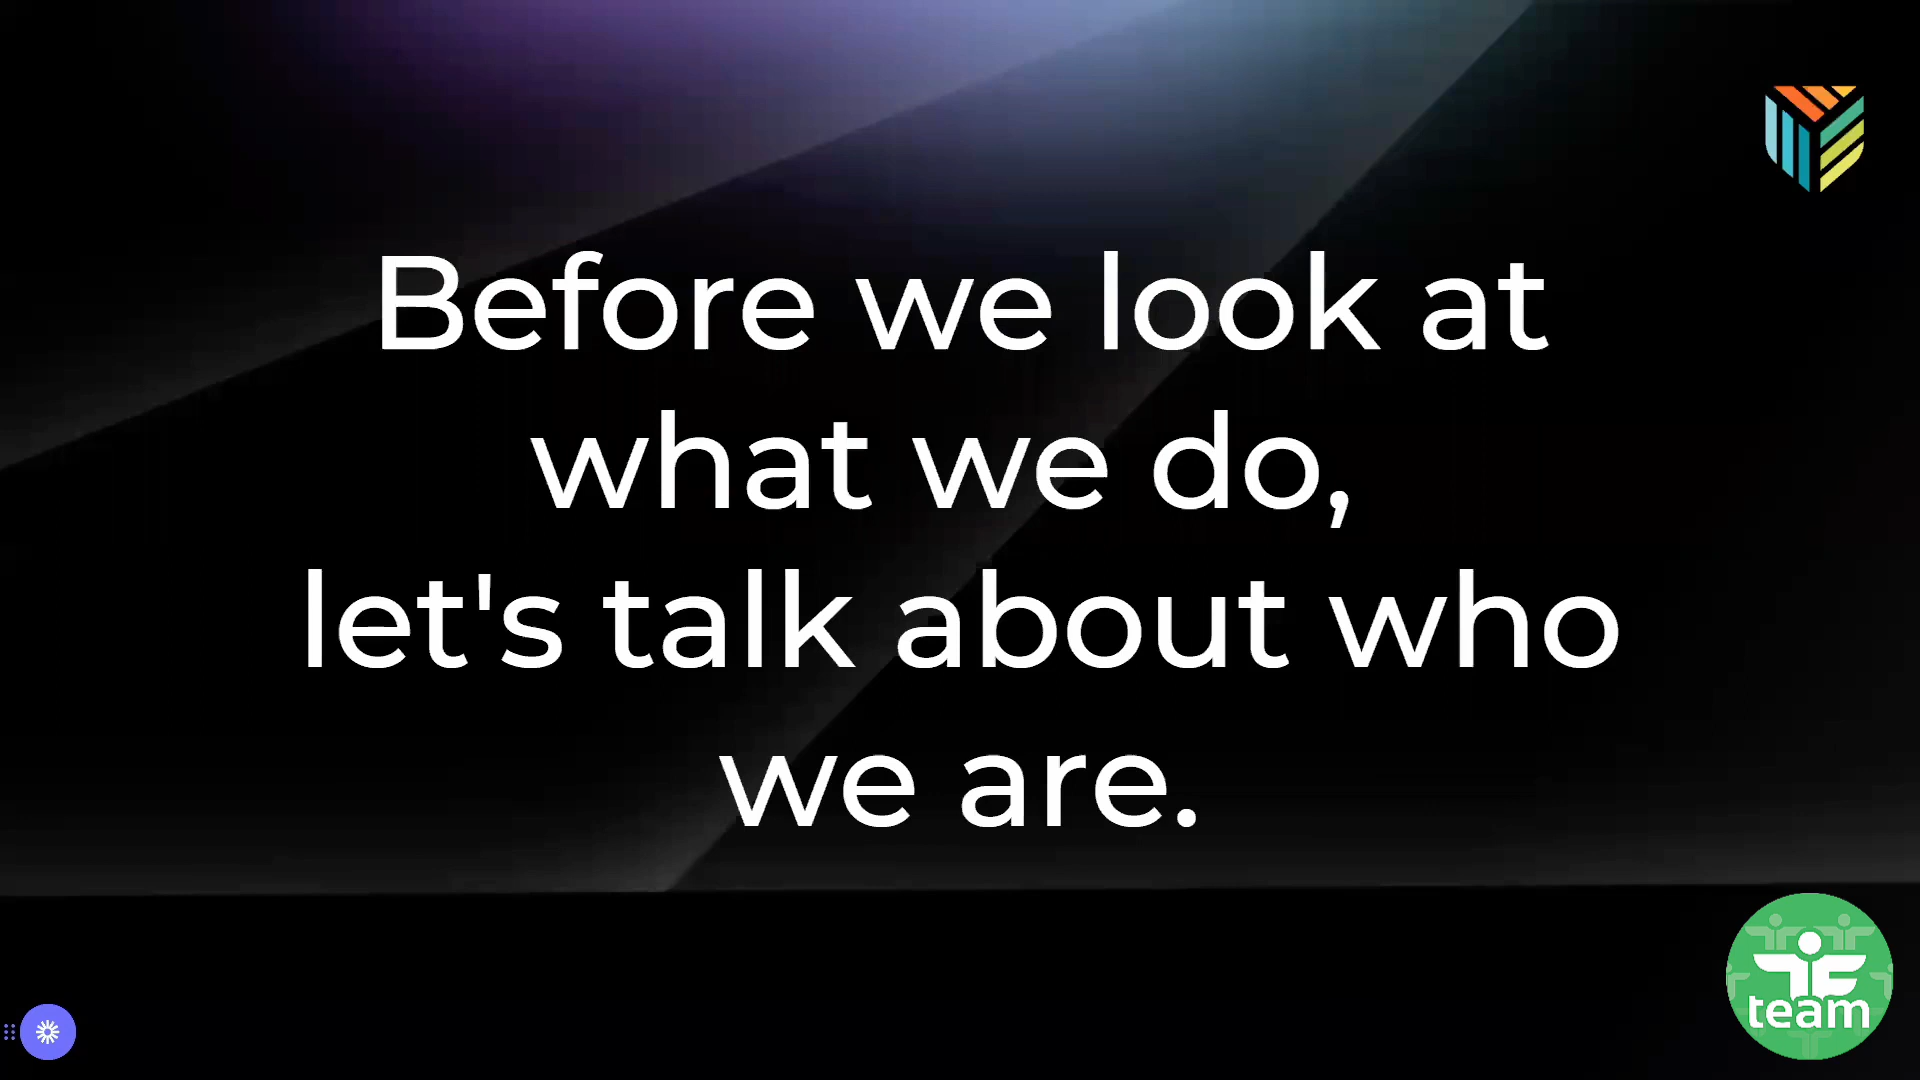 Before we look at
what we do,
let's talk about who
we are.
team